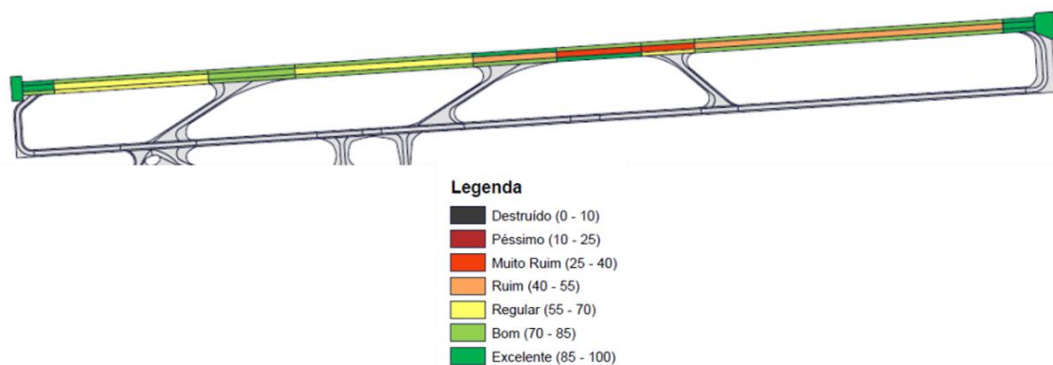 Legenda
Destruído (0 - 10)
Péssimo (10 - 25)
Muito Ruim (25 - 40)
Ruim (40 - 55)
Regular (55 - 70)
Bom (70 - 85)
Excelente (85 - 100)